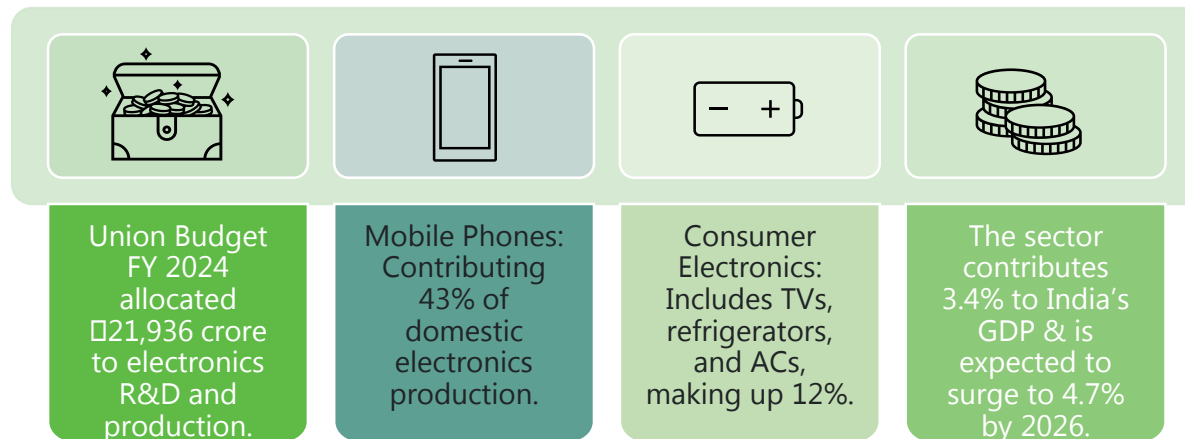 Union Budget
FY 2024
allocated
□21,936 crore
to electronics
R&D and
production.
Mobile Phones:
Contributing
43% of
domestic
electronics
production.
Consumer
Electronics:
Includes TVs,
refrigerators,
and ACs,
making up 12%.
The sector
contributes
3.4% to India’s
GDP & is
expected to
surge to 4.7%
by 2026.